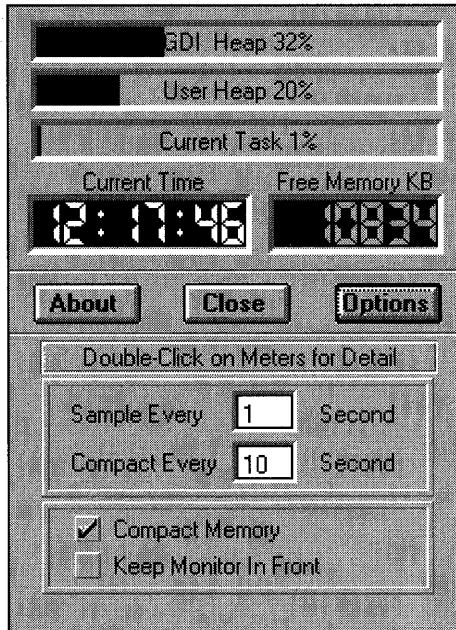 GDI Heap 32%
User Heap 20%
Current Task 1%
Current Time Free Memory KB
12:17:46 10834
About Close Options
Double-Click on Meters for Detail
Sample Every 1 Second
Compact Every 10 Second
Compact Memory
Keep Monitor In Front